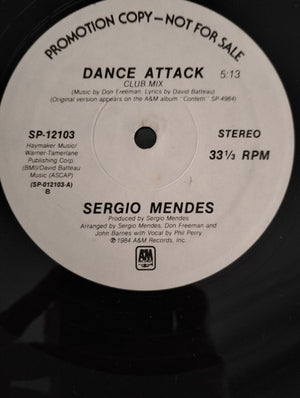 PROMOTION COPY—NOT FOR SALE
DANCE ATTACK 5:13
CLUB MIX
(Music by Don Freeman. Lyrics by David Batteau)
(Original version appears on the A&M album "Confetti" SP-4984)
SP-12103
STEREO
Haymaker Music/
Warner-Tamerlane
Publishing Corp.
(BMI)/David Batteau
Music (ASCAP)
33⅓ RPM
(SP-012103-A)
B
SERGIO MENDES
Produced by Sergio Mendes
Arranged by Sergio Mendes, Don Freeman and
John Barnes with Vocal by Phil Perry
℗ 1984 A&M Records, Inc.
A&M